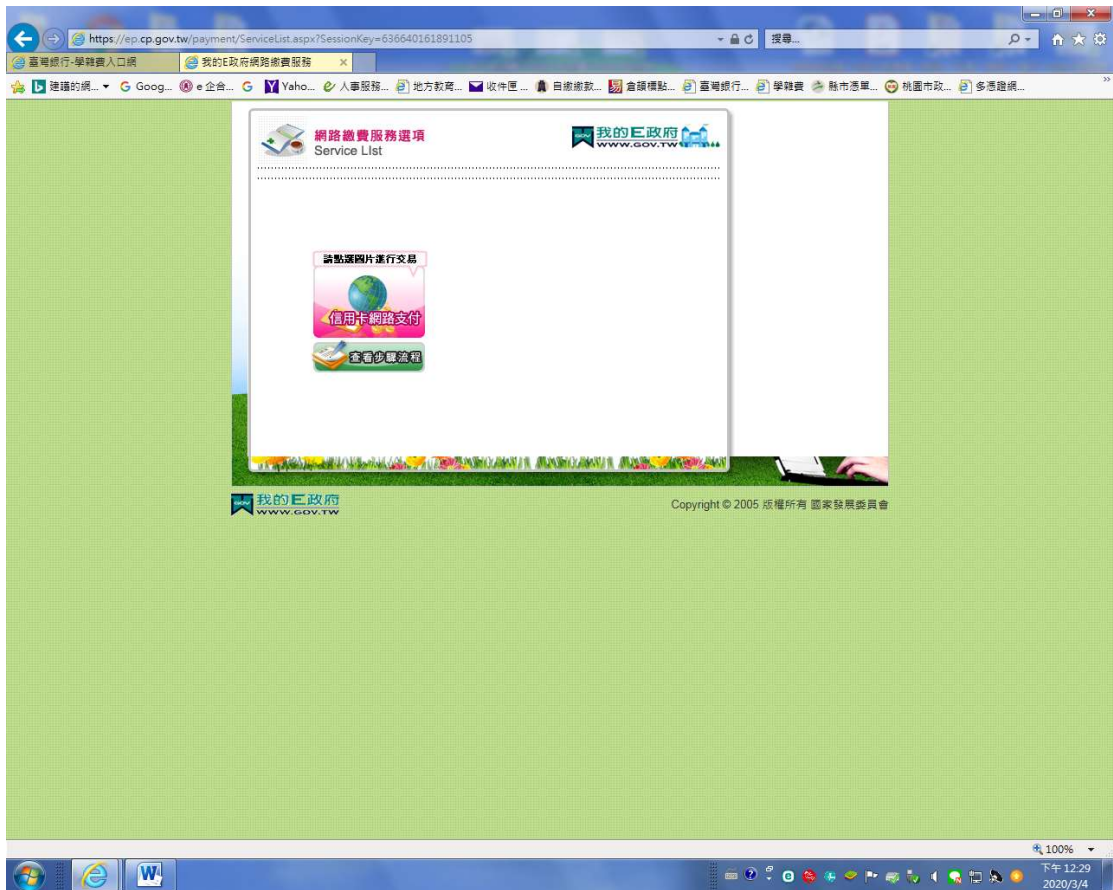 https://ep.cp.gov.tw/payment/ServiceList.aspx?SessionKey=636640161891105
搜尋...
臺灣銀行-學雜費入口網
我的E政府網路繳費服務
建議的網...
Goog...
e 企合...
Yaho...
人事服務...
地方教育...
收件匣 ...
自繳繳款...
倉頡標點...
臺灣銀行...
學雜費
縣市憑單...
桃園市政...
多憑證網...
網路繳費服務選項
Service LIst
我的E政府
WWW.GOV.TW
請點選圖片進行交易
信用卡網路支付
查看步驟流程
我的E政府
WWW.GOV.TW
Copyright © 2005 版權所有 國家發展委員會
100%
下午 12:29
2020/3/4